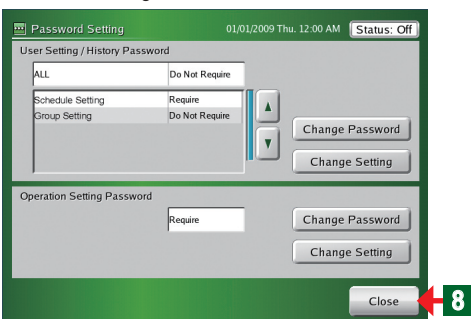 Password Setting 01/01/2009 Thu. 12:00 AM Status: Off
User Setting / History Password
ALL Do Not Require
Schedule Setting Require
Group Setting Do Not Require
Change Password
Change Setting
Operation Setting Password
Require Change Password
Change Setting
Close 8